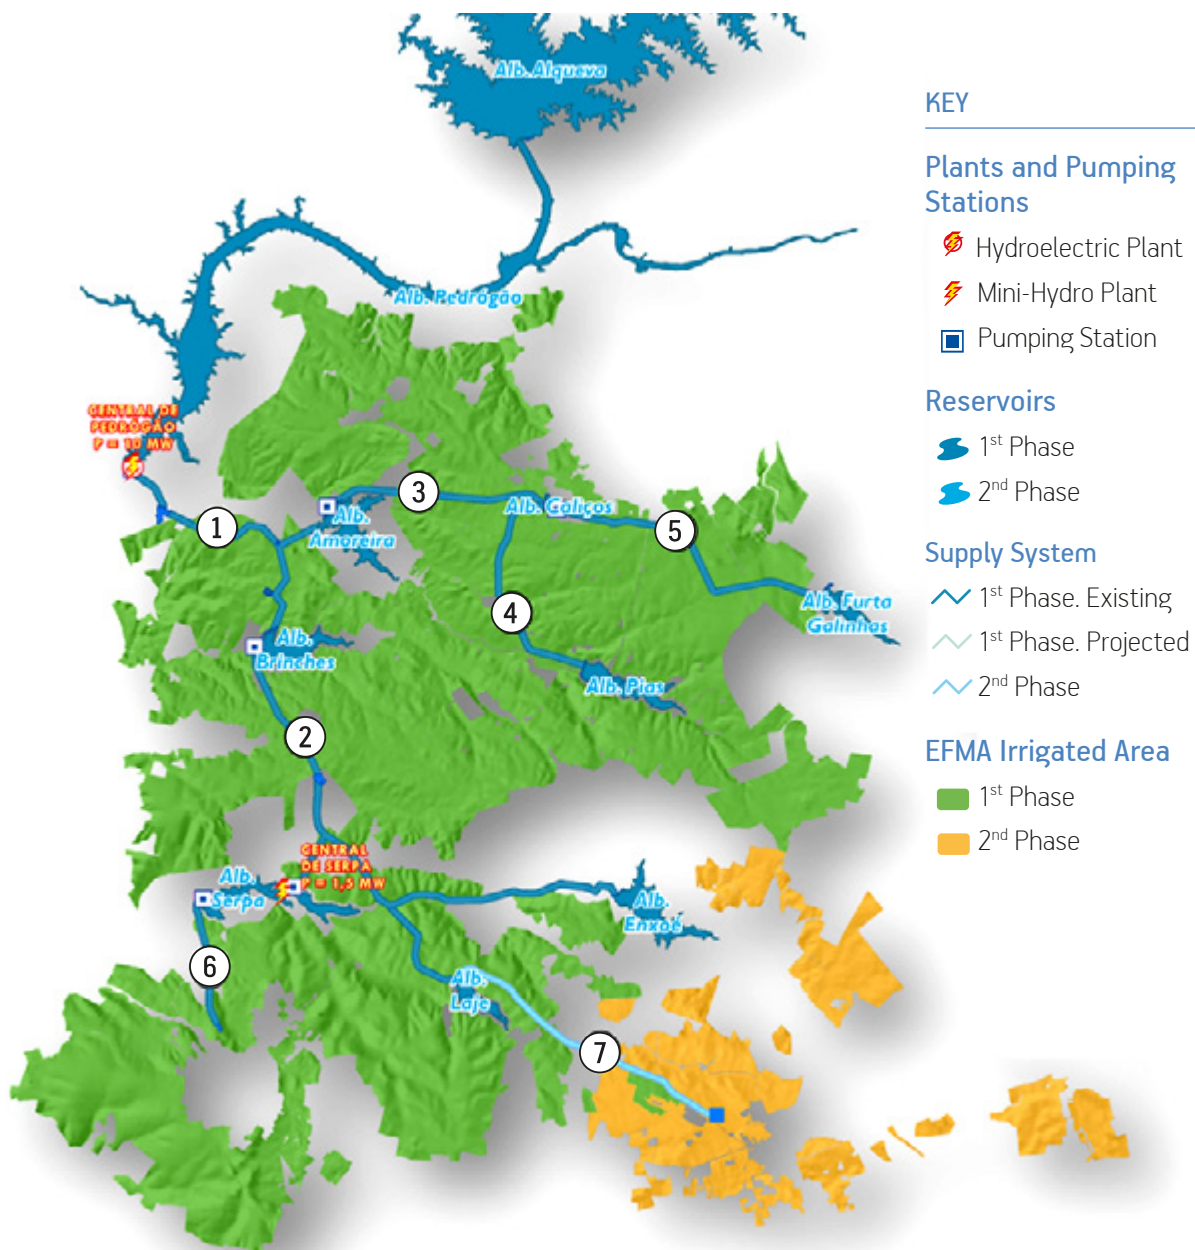 Alb. Alqueva
KEY
Plants and Pumping
Stations
Hydroelectric Plant
Mini-Hydro Plant
Pumping Station
Reservoirs
1st Phase
2nd Phase
Supply System
1st Phase. Existing
1st Phase. Projected
2nd Phase
EFMA Irrigated Area
1st Phase
2nd Phase
Alb. Pedrógão
CENTRAL DE
PEDRÓGÃO
P = 10 MW
1
3
Alb. Galiços
5
Alb.
Amoreira
Alb. Furta
Galinhas
4
Alb.
Brinches
Alb. Pias
2
CENTRAL
DE SERPA
P = 1,5 MW
Alb.
Serpa
Alb.
Enxoé
6
Alb.
Laje
7